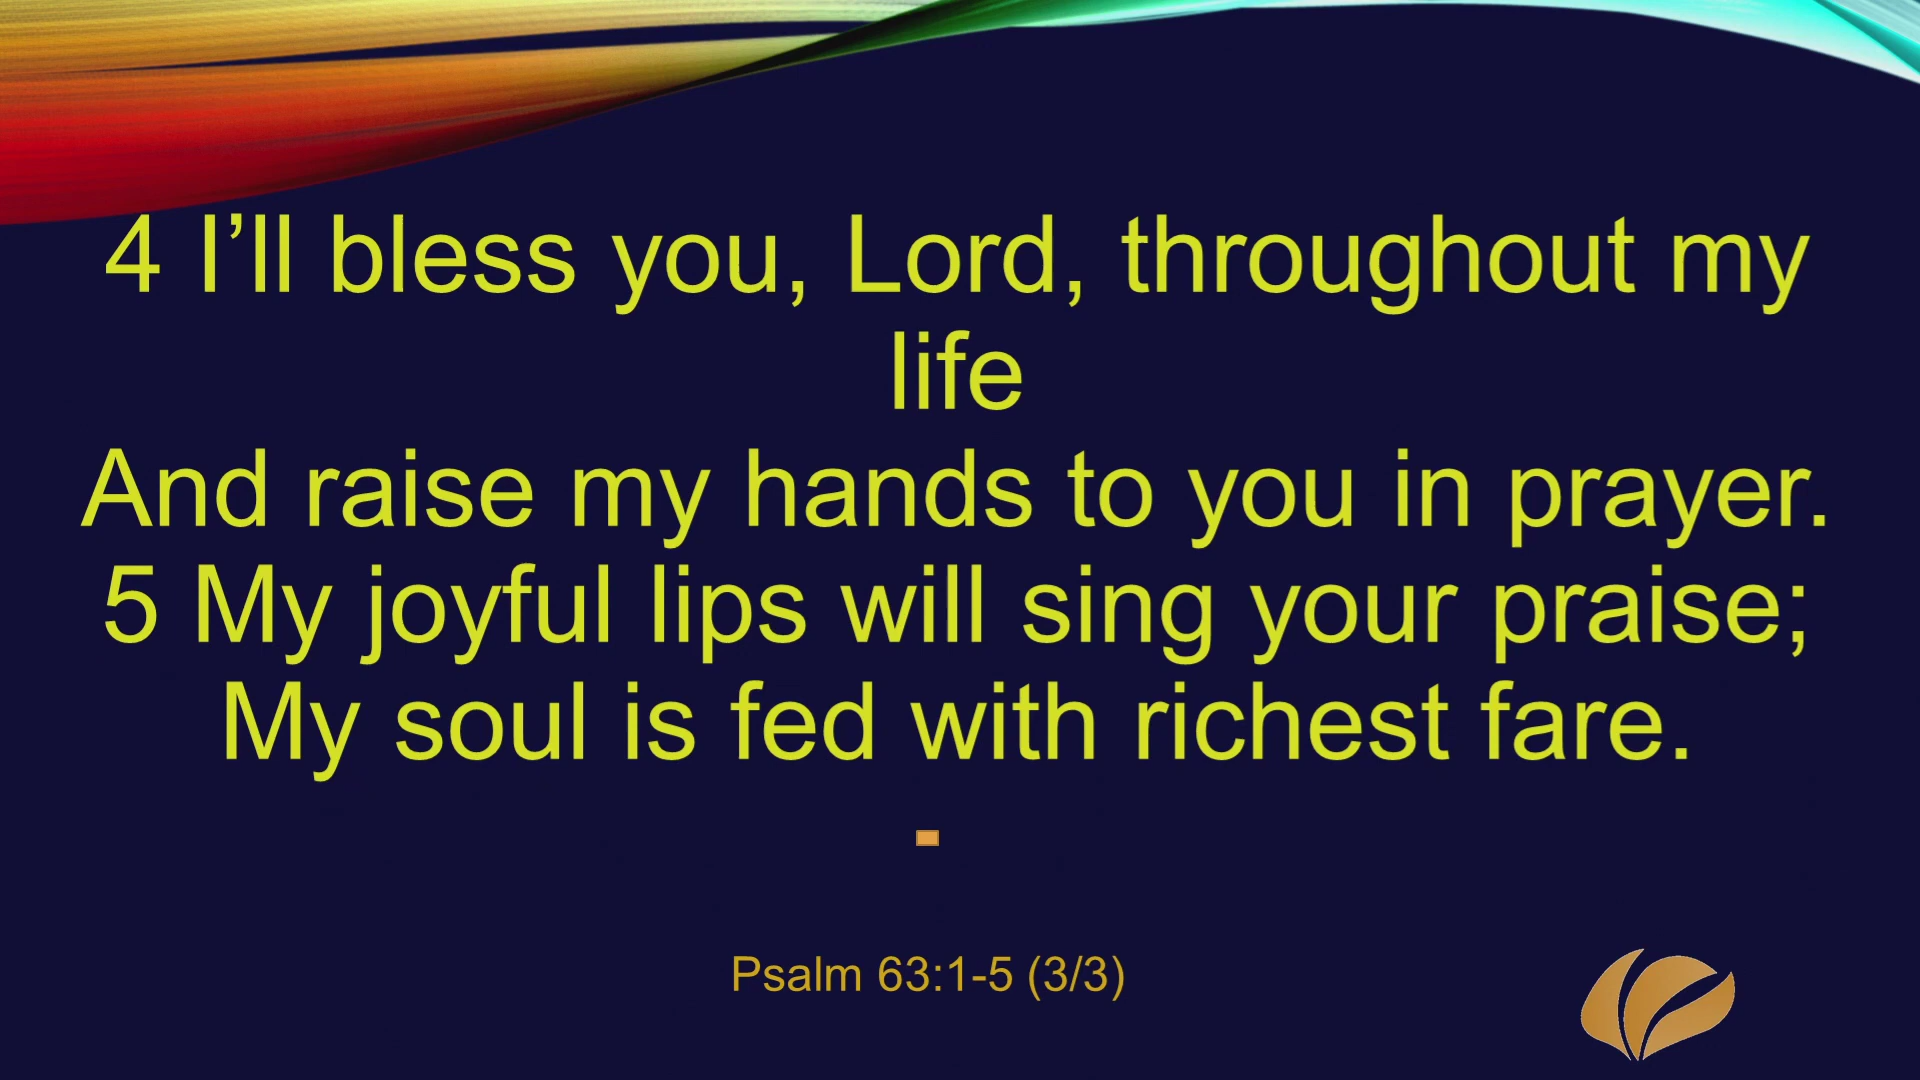 4 I’ll bless you, Lord, throughout my
life
And raise my hands to you in prayer.
5 My joyful lips will sing your praise;
My soul is fed with richest fare.
Psalm 63:1-5 (3/3)